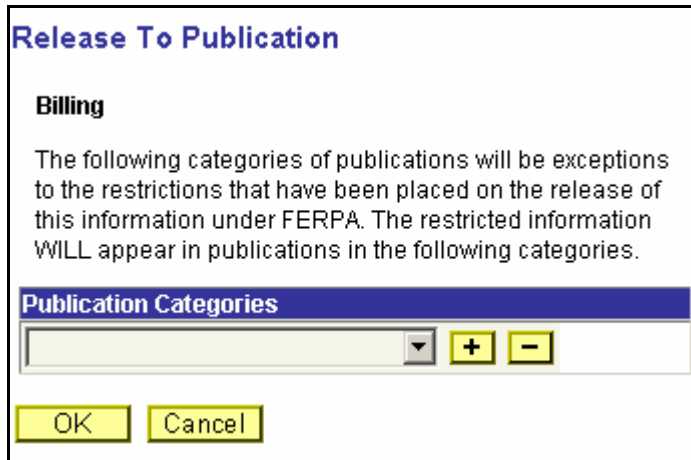 Release To Publication
Billing
The following categories of publications will be exceptions
to the restrictions that have been placed on the release of
this information under FERPA. The restricted information
WILL appear in publications in the following categories.
Publication Categories
+ −
OK Cancel